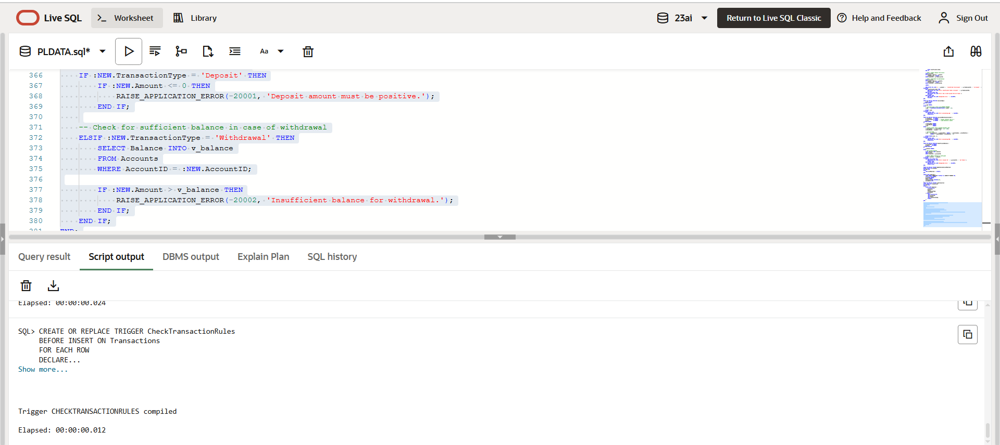 Live SQL
Worksheet
Library
23ai
Return to Live SQL Classic
Help and Feedback
Sign Out
PLDATA.sql*
Aa
366 IF :NEW.TransactionType = 'Deposit' THEN
367 IF :NEW.Amount <= 0 THEN
368 RAISE_APPLICATION_ERROR(-20001, 'Deposit amount must be positive.');
369 END IF;
370
371 -- Check for sufficient balance in case of withdrawal
372 ELSIF :NEW.TransactionType = 'Withdrawal' THEN
373 SELECT Balance INTO v_balance
374 FROM Accounts
375 WHERE AccountID = :NEW.AccountID;
376
377 IF :NEW.Amount > v_balance THEN
378 RAISE_APPLICATION_ERROR(-20002, 'Insufficient balance for withdrawal.');
379 END IF;
380 END IF;
381 END;
Query result
Script output
DBMS output
Explain Plan
SQL history
Elapsed: 00:00:00.024
SQL> CREATE OR REPLACE TRIGGER CheckTransactionRules
BEFORE INSERT ON Transactions
FOR EACH ROW
DECLARE...
Show more...
Trigger CHECKTRANSACTIONRULES compiled
Elapsed: 00:00:00.012